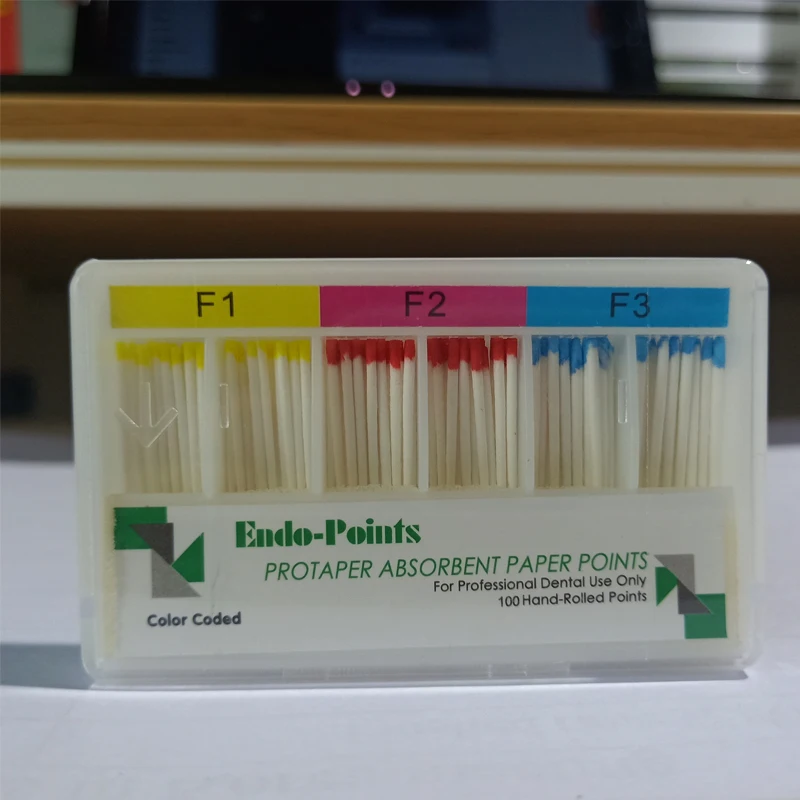 F1 F2 F3
Endo-Points
PROTAPER ABSORBENT PAPER POINTS
For Professional Dental Use Only
100 Hand-Rolled Points
Color Coded